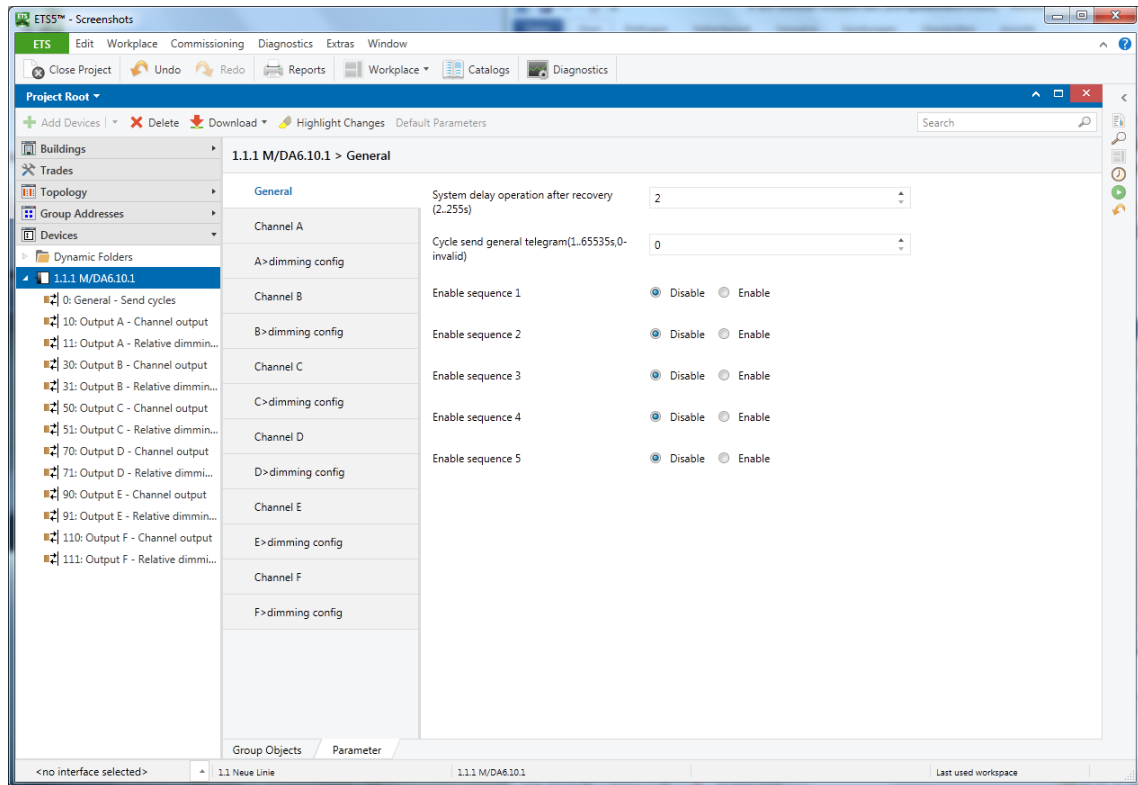 ETS5™ - Screenshots
ETS Edit Workplace Commissioning Diagnostics Extras Window
Close Project Undo Redo Reports Workplace Catalogs Diagnostics
Project Root
Add Devices Delete Download Highlight Changes Default Parameters Search
Buildings
Trades
Topology
Group Addresses
Devices
Dynamic Folders
1.1.1 M/DA6.10.1
0: General - Send cycles
10: Output A - Channel output
11: Output A - Relative dimmin...
30: Output B - Channel output
31: Output B - Relative dimmin...
50: Output C - Channel output
51: Output C - Relative dimmin...
70: Output D - Channel output
71: Output D - Relative dimmi...
90: Output E - Channel output
91: Output E - Relative dimmin...
110: Output F - Channel output
111: Output F - Relative dimmi...
1.1.1 M/DA6.10.1 > General
General
Channel A
A>dimming config
Channel B
B>dimming config
Channel C
C>dimming config
Channel D
D>dimming config
Channel E
E>dimming config
Channel F
F>dimming config
System delay operation after recovery
(2..255s)
2
Cycle send general telegram(1..65535s,0-
invalid)
0
Enable sequence 1 Disable Enable
Enable sequence 2 Disable Enable
Enable sequence 3 Disable Enable
Enable sequence 4 Disable Enable
Enable sequence 5 Disable Enable
Group Objects Parameter
<no interface selected> 1.1 Neue Linie 1.1.1 M/DA6.10.1 Last used workspace